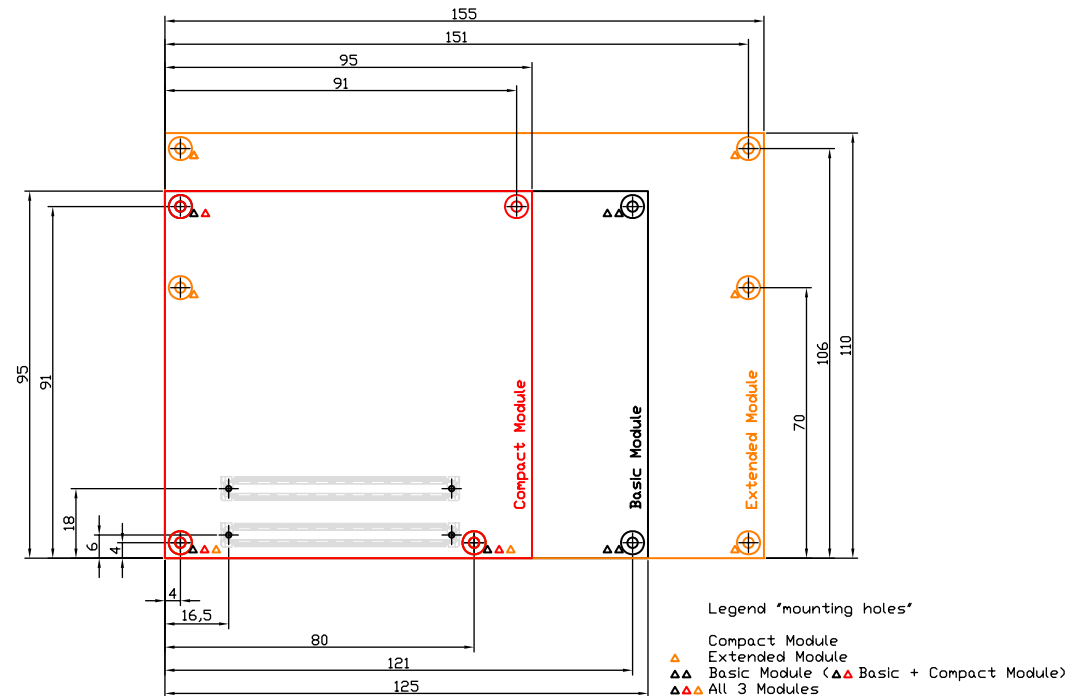 155
151
95
91
95
91
110
106
70
Compact Module
Basic Module
Extended Module
18
6
4
4
16,5
80
121
125
Legend "mounting holes"
Compact Module
Extended Module
Basic Module ( Basic + Compact Module)
All 3 Modules